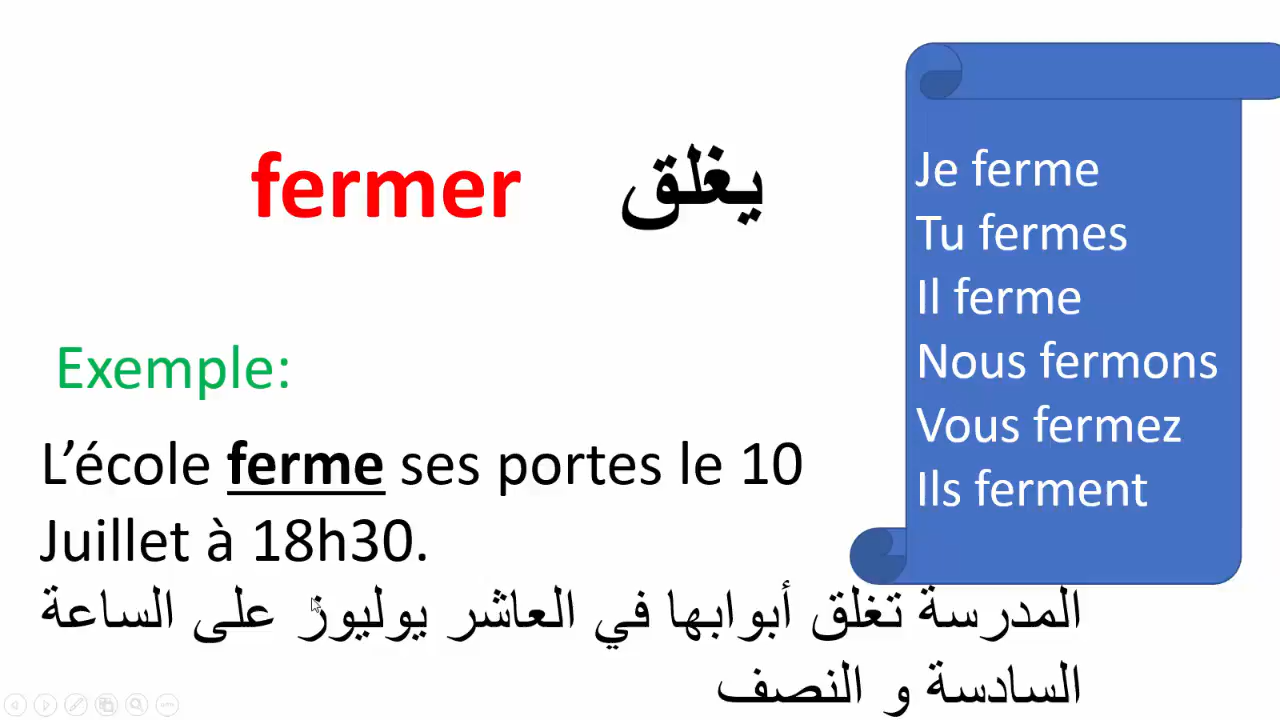 fermer
يغلق
Je ferme
Tu fermes
Il ferme
Nous fermons
Vous fermez
Ils ferment
Exemple:
L’école ferme ses portes le 10
Juillet à 18h30.
المدرسة تغلق أبوابها في العاشر يوليوز على الساعة
السادسة و النصف